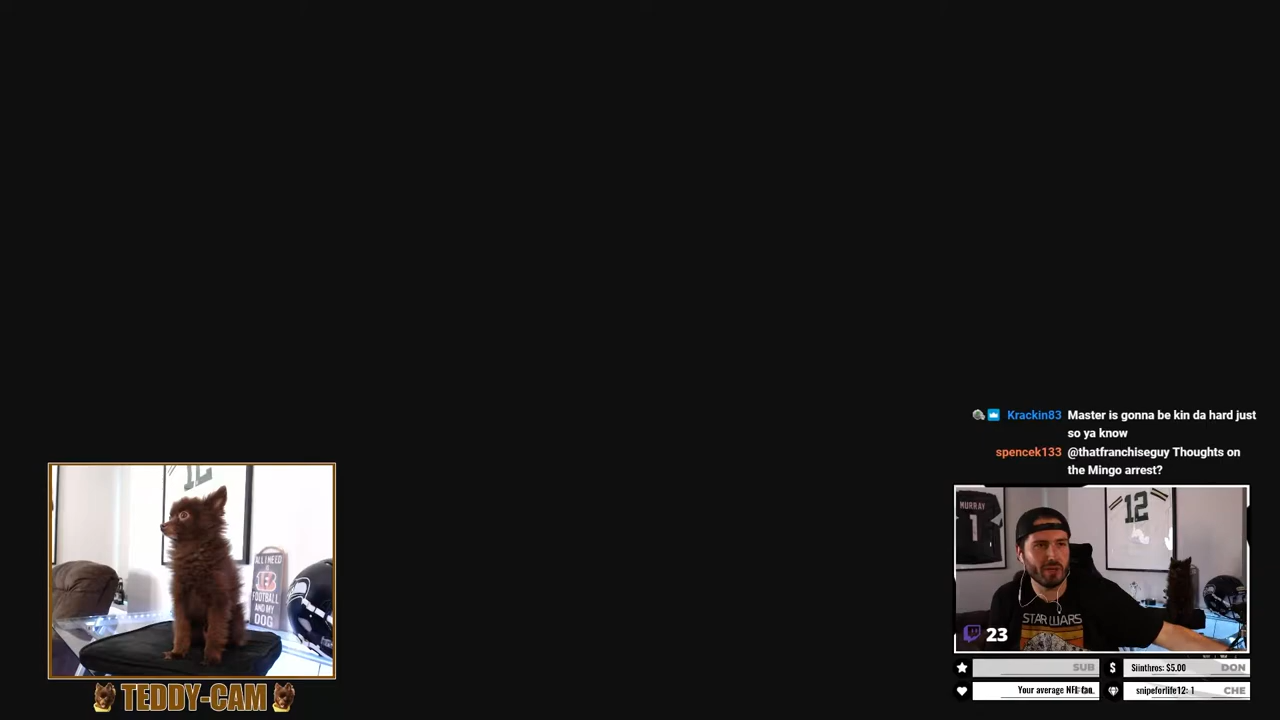 Krackin83 Master is gonna be kin da hard just
so ya know
spencek133 @thatfranchiseguy Thoughts on
the Mingo arrest?
12
ALL I NEED
IS
FOOTBALL
AND MY
DOG
TEDDY-CAM
MURRAY
1
12
STAR WARS
23
SUB
$ Siinthros: $5.00 DON
Your average NFL fan
snipeforlife12: 1 CHE